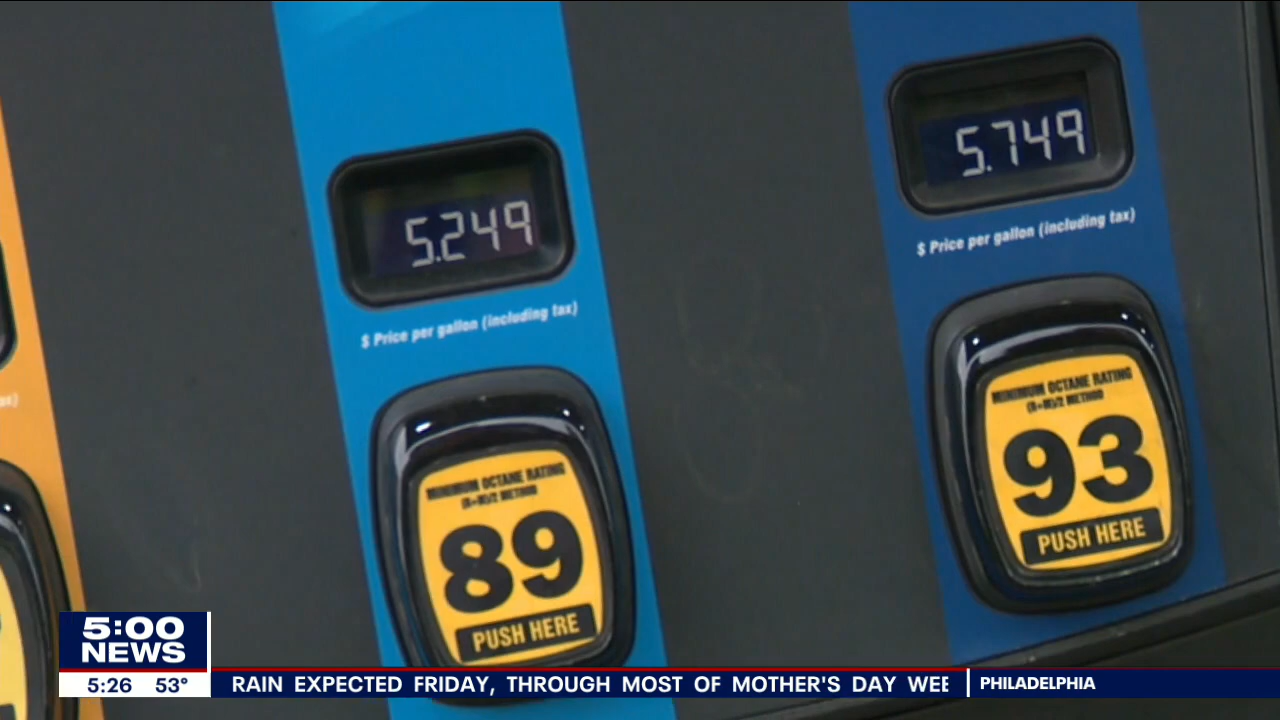 5.749
$ Price per gallon (including tax)
5.249
$ Price per gallon (including tax)
MINIMUM OCTANE RATING
(R+M)/2 METHOD
93
PUSH HERE
MINIMUM OCTANE RATING
(R+M)/2 METHOD
89
PUSH HERE
5:00
NEWS
5:26 53°
RAIN EXPECTED FRIDAY, THROUGH MOST OF MOTHER'S DAY WEE
PHILADELPHIA